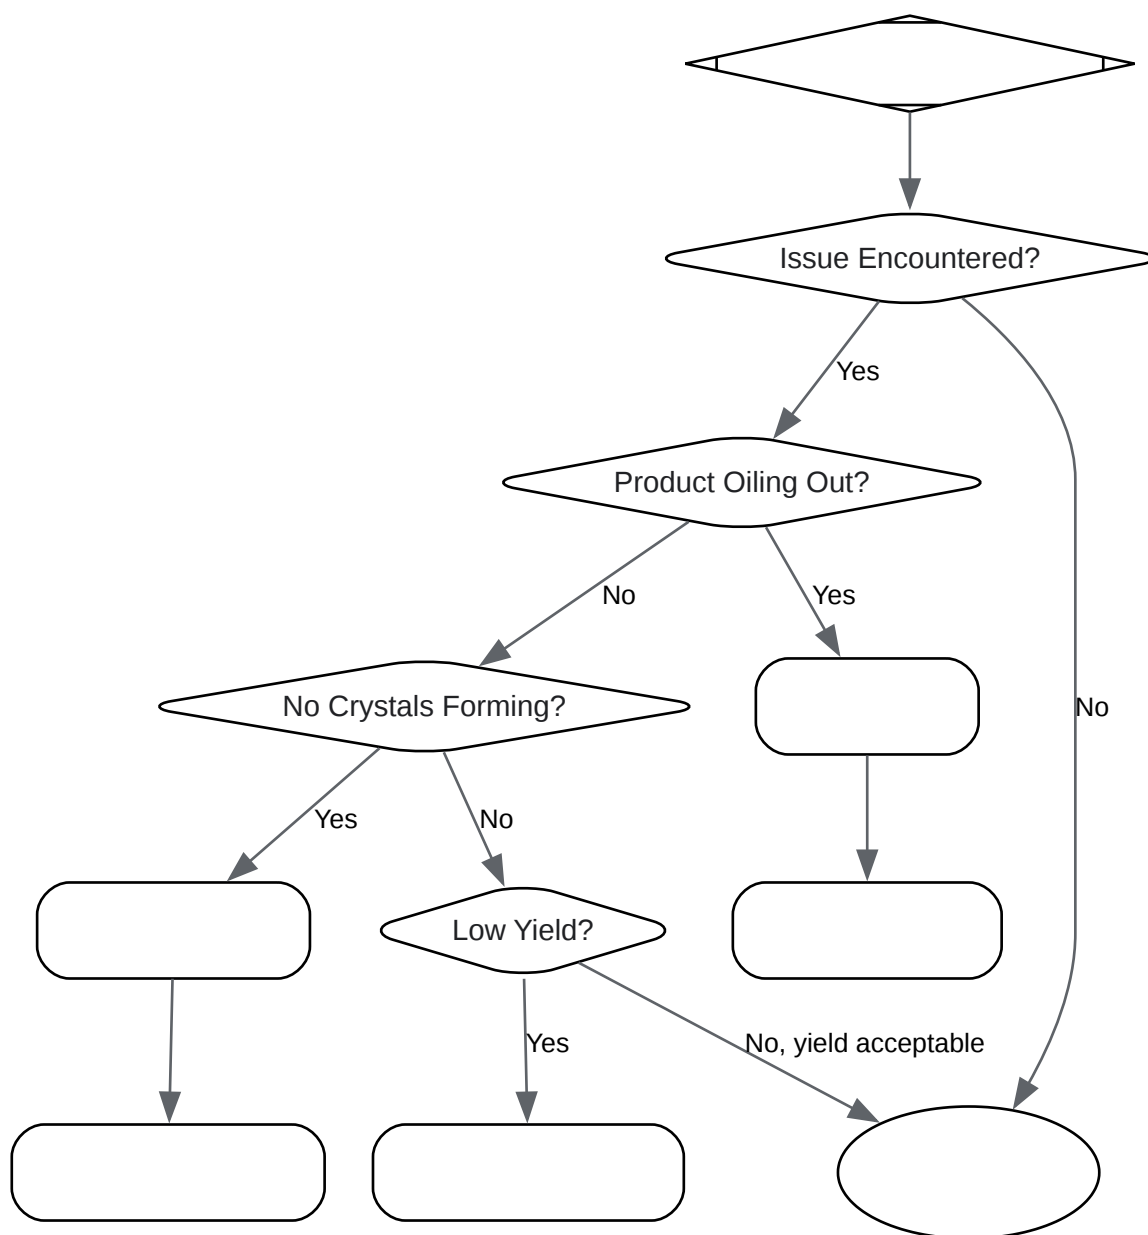 Issue Encountered?
Yes
Product Oiling Out?
No
Yes
No Crystals Forming?
No
Yes
No
Low Yield?
Yes
No, yield acceptable